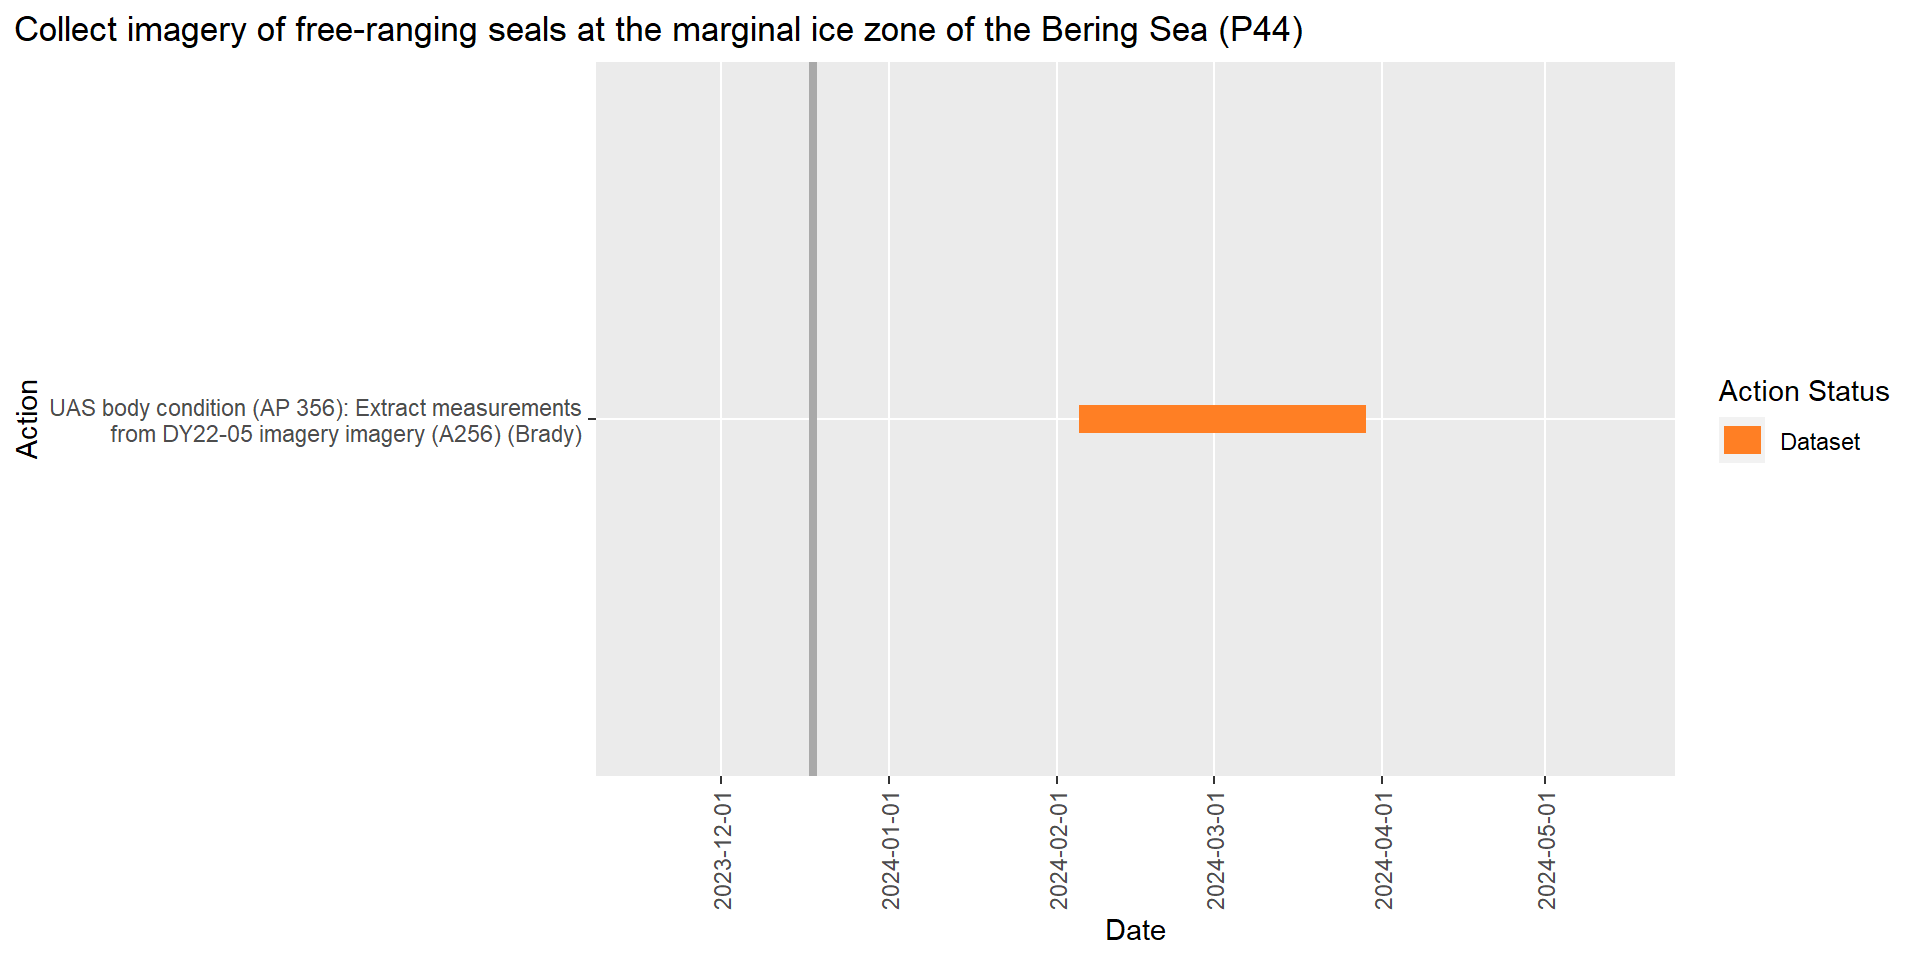 Collect imagery of free-ranging seals at the marginal ice zone of the Bering Sea (P44)
Action
UAS body condition (AP 356): Extract measurements
from DY22-05 imagery imagery (A256) (Brady)
Action Status
Dataset
2023-12-01
2024-01-01
2024-02-01
2024-03-01
2024-04-01
2024-05-01
Date